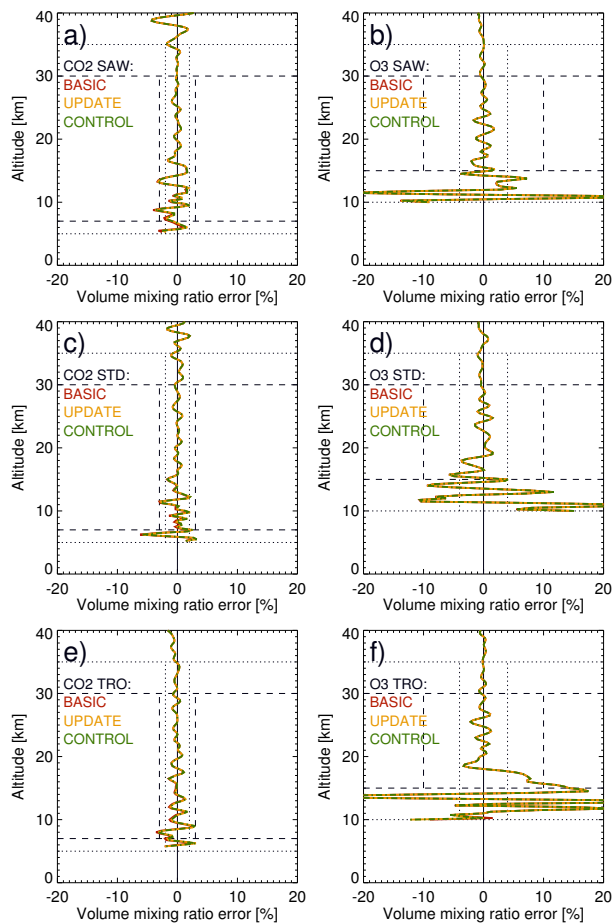 a)
CO2 SAW:
BASIC
UPDATE
CONTROL
Altitude [km]
40
30
20
10
0
-20 -10 0 10 20
Volume mixing ratio error [%]
b)
O3 SAW:
BASIC
UPDATE
CONTROL
Altitude [km]
40
30
20
10
0
-20 -10 0 10 20
Volume mixing ratio error [%]
c)
CO2 STD:
BASIC
UPDATE
CONTROL
Altitude [km]
40
30
20
10
0
-20 -10 0 10 20
Volume mixing ratio error [%]
d)
O3 STD:
BASIC
UPDATE
CONTROL
Altitude [km]
40
30
20
10
0
-20 -10 0 10 20
Volume mixing ratio error [%]
e)
CO2 TRO:
BASIC
UPDATE
CONTROL
Altitude [km]
40
30
20
10
0
-20 -10 0 10 20
Volume mixing ratio error [%]
f)
O3 TRO:
BASIC
UPDATE
CONTROL
Altitude [km]
40
30
20
10
0
-20 -10 0 10 20
Volume mixing ratio error [%]